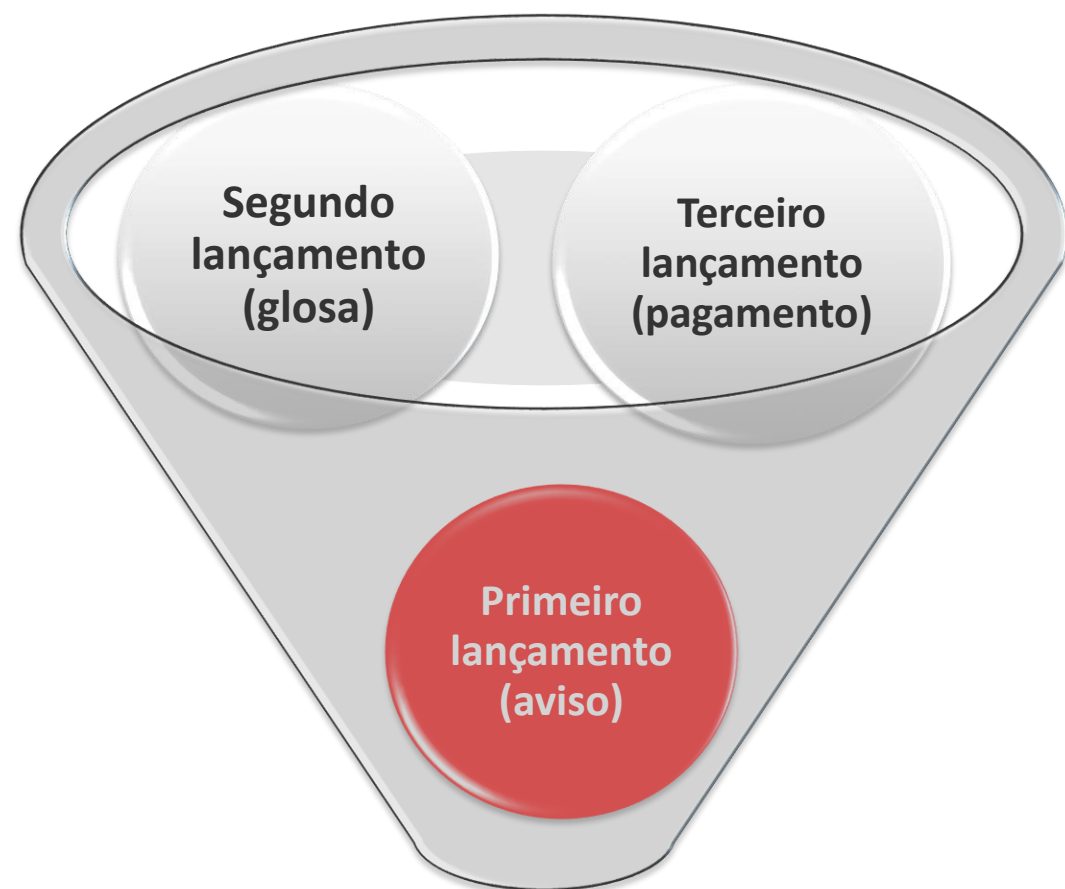 Segundo
lançamento
(glosa)
Terceiro
lançamento
(pagamento)
Primeiro
lançamento
(aviso)